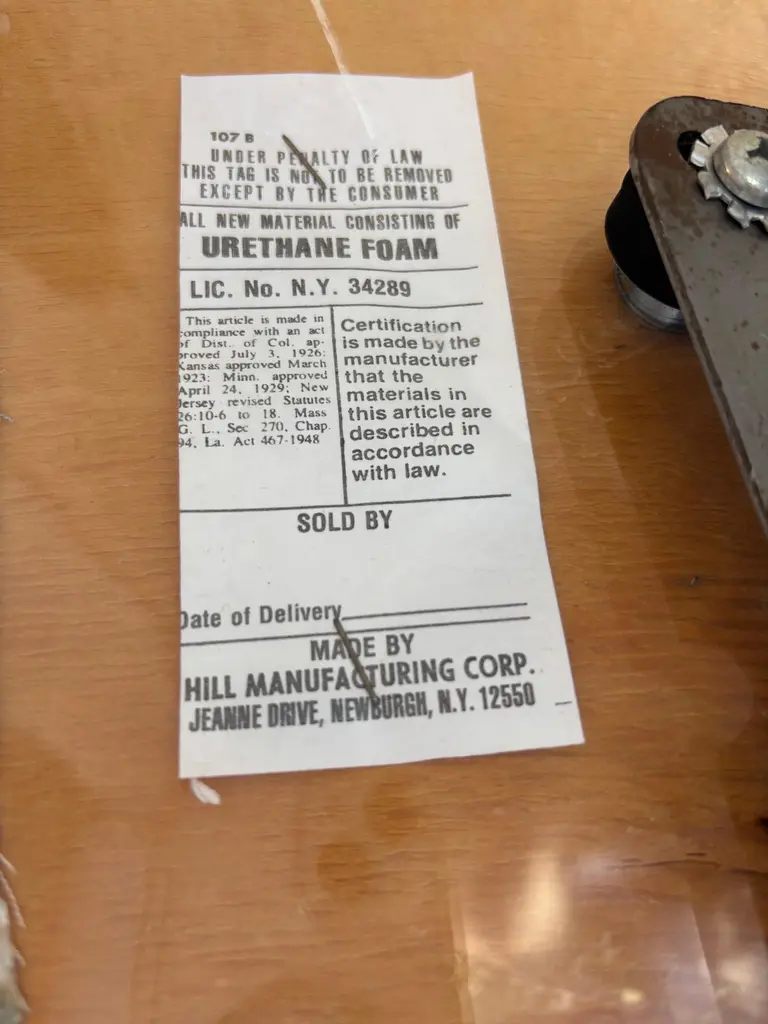 107 B
UNDER PENALTY OF LAW
THIS TAG IS NOT TO BE REMOVED
EXCEPT BY THE CONSUMER
ALL NEW MATERIAL CONSISTING OF
URETHANE FOAM
LIC. No. N.Y. 34289
This article is made in
compliance with an act
of Dist. of Col. ap-
proved July 3, 1926;
Kansas approved March
1923; Minn. approved
April 24, 1929; New
Jersey revised Statutes
26:10-6 to 18. Mass
G. L., Sec 270, Chap.
94, La. Act 467-1948
Certification
is made by the
manufacturer
that the
materials in
this article are
described in
accordance
with law.
SOLD BY
Date of Delivery
MADE BY
HILL MANUFACTURING CORP.
JEANNE DRIVE, NEWBURGH, N.Y. 12550